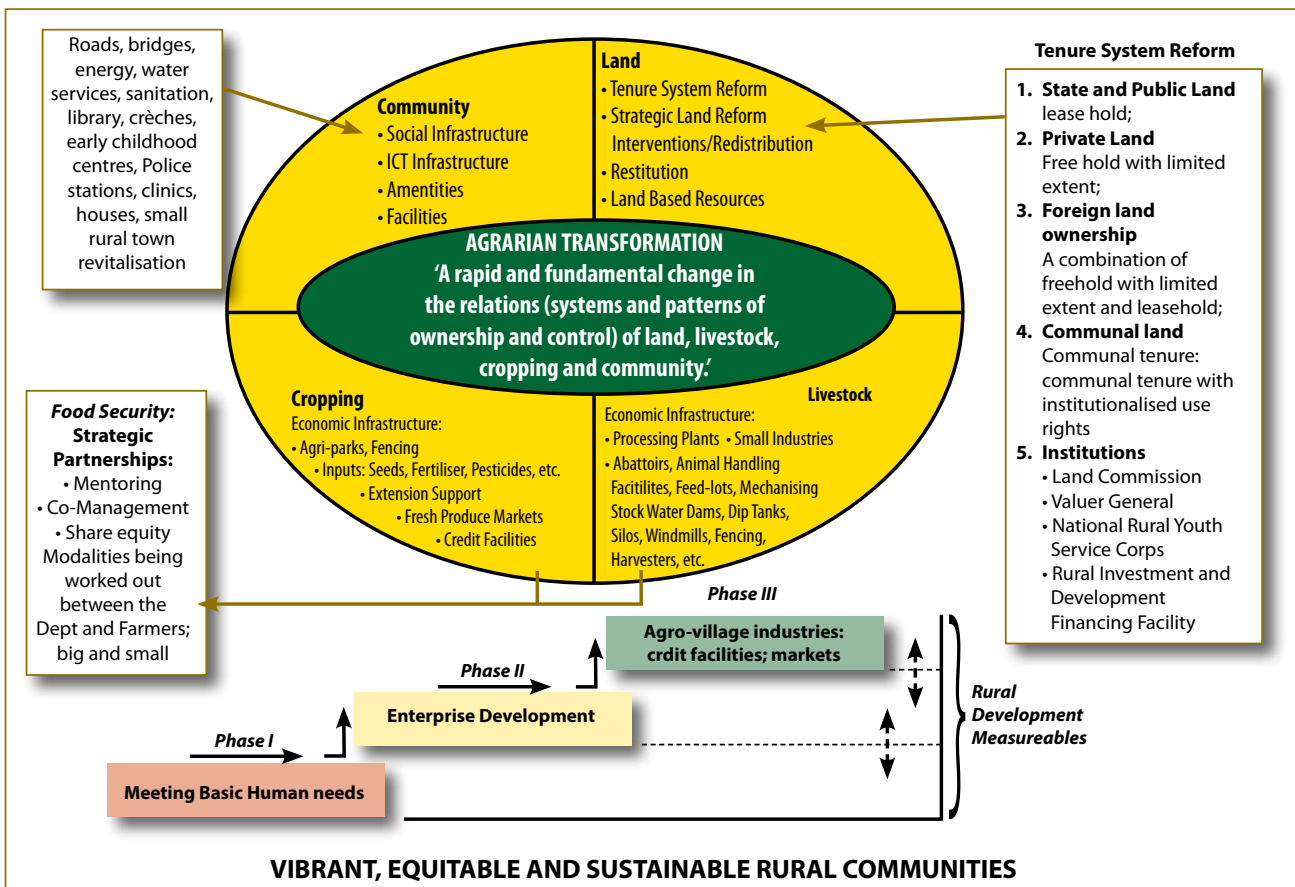 Roads, bridges,
energy, water
services, sanitation,
library, crèches,
early childhood
centres, Police
stations, clinics,
houses, small
rural town
revitalisation
Community
• Social Infrastructure
• ICT Infrastructure
• Amentities
• Facilities
Land
• Tenure System Reform
• Strategic Land Reform
Interventions/Redistribution
• Restitution
• Land Based Resources
AGRARIAN TRANSFORMATION
‘A rapid and fundamental change in
the relations (systems and patterns of
ownership and control) of land, livestock,
cropping and community.’
Cropping
Economic Infrastructure:
• Agri-parks, Fencing
• Inputs: Seeds, Fertiliser, Pesticides, etc.
• Extension Support
• Fresh Produce Markets
• Credit Facilities
Livestock
Economic Infrastructure:
• Processing Plants • Small Industries
• Abattoirs, Animal Handling
Facitilites, Feed-lots, Mechanising
Stock Water Dams, Dip Tanks,
Silos, Windmills, Fencing,
Harvesters, etc.
Tenure System Reform
1. State and Public Land
lease hold;
2. Private Land
Free hold with limited
extent;
3. Foreign land
ownership
A combination of
freehold with limited
extent and leasehold;
4. Communal land
Communal tenure:
communal tenure with
institutionalised use
rights
5. Institutions
• Land Commission
• Valuer General
• National Rural Youth
Service Corps
• Rural Investment and
Development
Financing Facility
Food Security:
Strategic
Partnerships:
• Mentoring
• Co-Management
• Share equity
Modalities being
worked out
between the
Dept and Farmers;
big and small
Phase I
Meeting Basic Human needs
Phase II
Enterprise Development
Phase III
Agro-village industries:
crdit facilities; markets
Rural
Development
Measureables
VIBRANT, EQUITABLE AND SUSTAINABLE RURAL COMMUNITIES